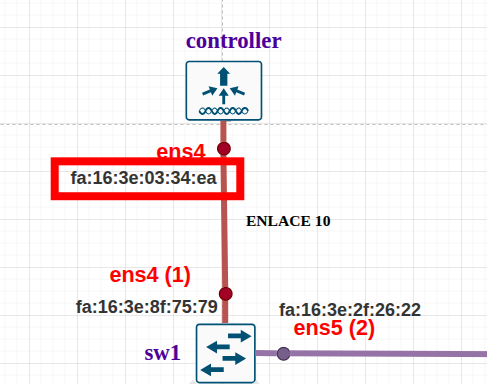 controller
ens4
fa:16:3e:03:34:ea
ENLACE 10
ens4 (1)
fa:16:3e:8f:75:79
fa:16:3e:2f:26:22
ens5 (2)
sw1